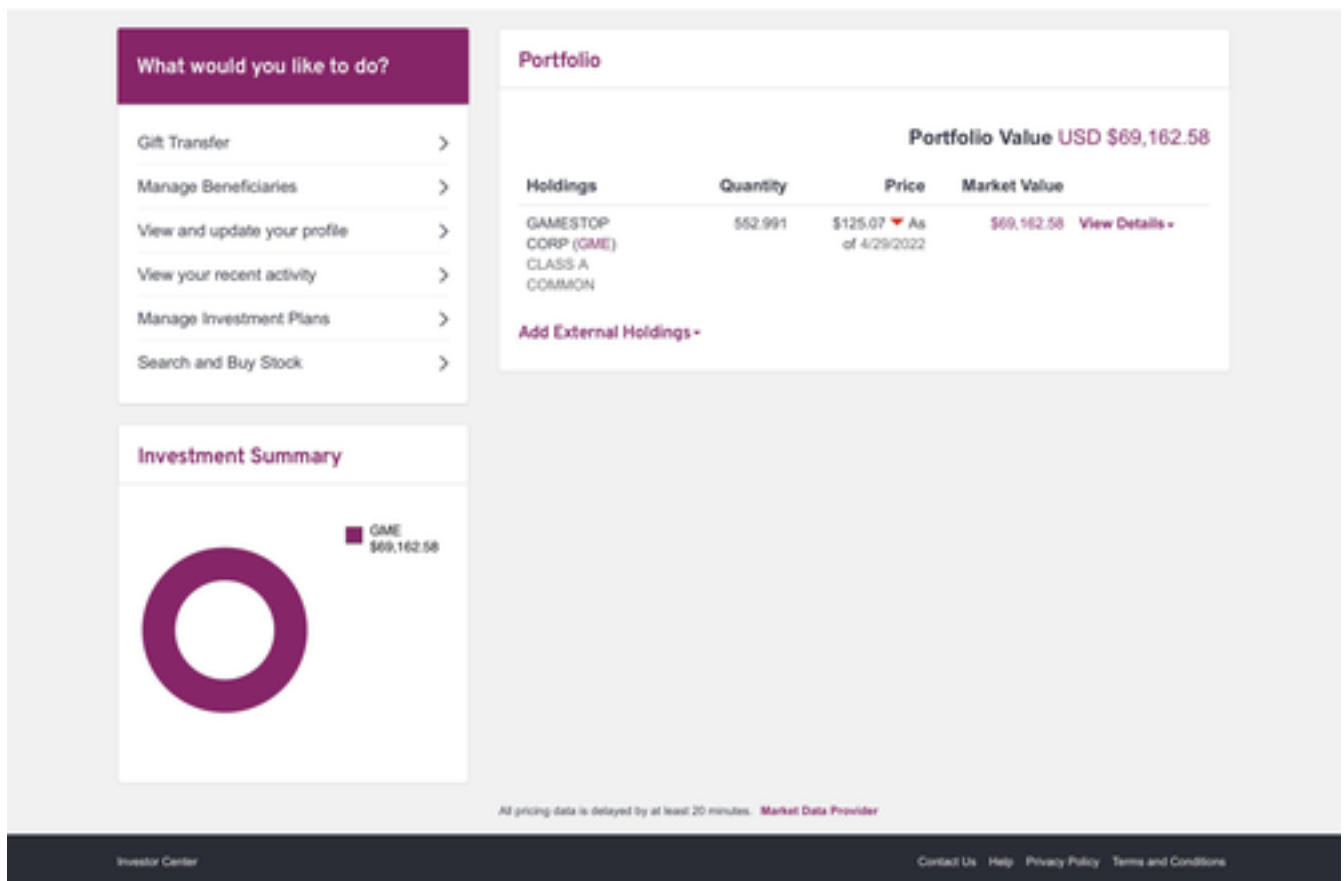 What would you like to do?
Gift Transfer
Manage Beneficiaries
View and update your profile
View your recent activity
Manage Investment Plans
Search and Buy Stock
Investment Summary
GME
$69,162.58
Portfolio
Portfolio Value USD $69,162.58
Holdings Quantity Price Market Value
GAMESTOP 552.991 $125.07 As $69,162.58 View Details
CORP (GME) of 4/29/2022
CLASS A
COMMON
Add External Holdings
All pricing data is delayed by at least 20 minutes. Market Data Provider
Investor Center Contact Us Help Privacy Policy Terms and Conditions